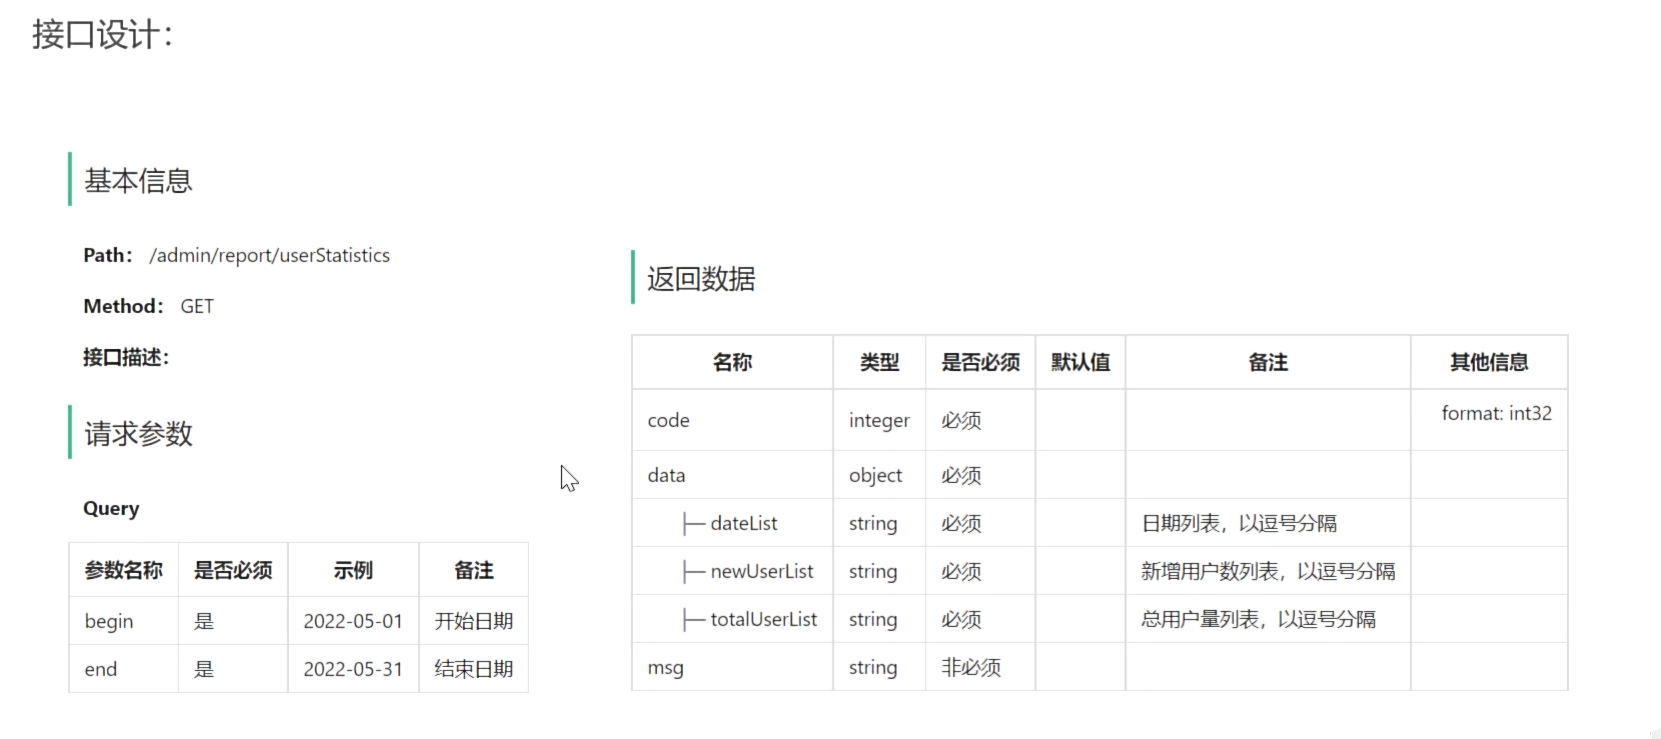 接口设计：
基本信息
Path： /admin/report/userStatistics
Method： GET
接口描述：
请求参数
Query
参数名称 是否必须 示例 备注
begin 是 2022-05-01 开始日期
end 是 2022-05-31 结束日期
返回数据
名称 类型 是否必须 默认值 备注 其他信息
code integer 必须 format: int32
data object 必须
├─ dateList string 必须 日期列表，以逗号分隔
├─ newUserList string 必须 新增用户数列表，以逗号分隔
├─ totalUserList string 必须 总用户量列表，以逗号分隔
msg string 非必须